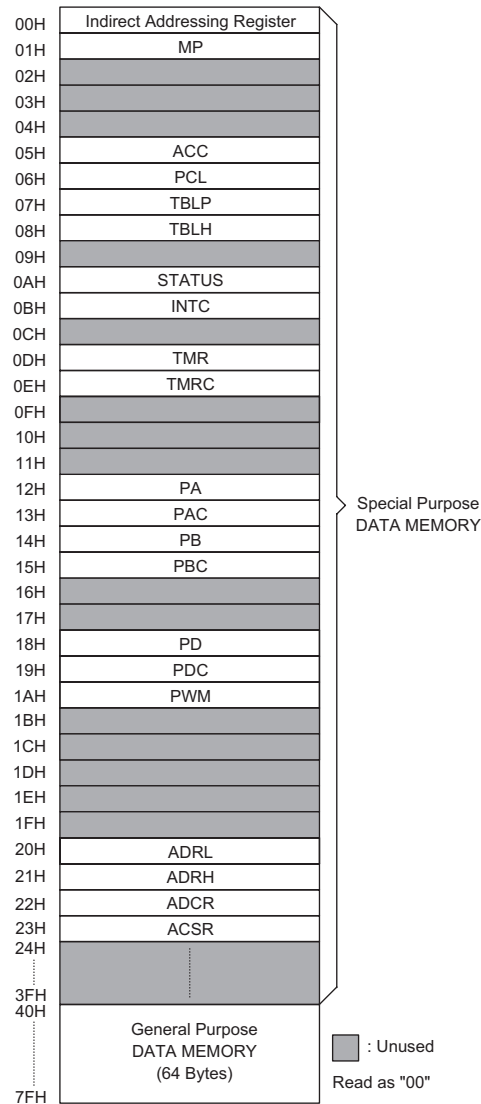 00H Indirect Addressing Register
01H MP
02H
03H
04H
05H ACC
06H PCL
07H TBLP
08H TBLH
09H
0AH STATUS
0BH INTC
0CH
0DH TMR
0EH TMRC
0FH
10H
11H
12H PA
13H PAC
14H PB
15H PBC
16H
17H
18H PD
19H PDC
1AH PWM
1BH
1CH
1DH
1EH
1FH
20H ADRL
21H ADRH
22H ADCR
23H ACSR
24H
3FH
Special Purpose
DATA MEMORY
40H
General Purpose
DATA MEMORY
(64 Bytes)
7FH
: Unused
Read as "00"